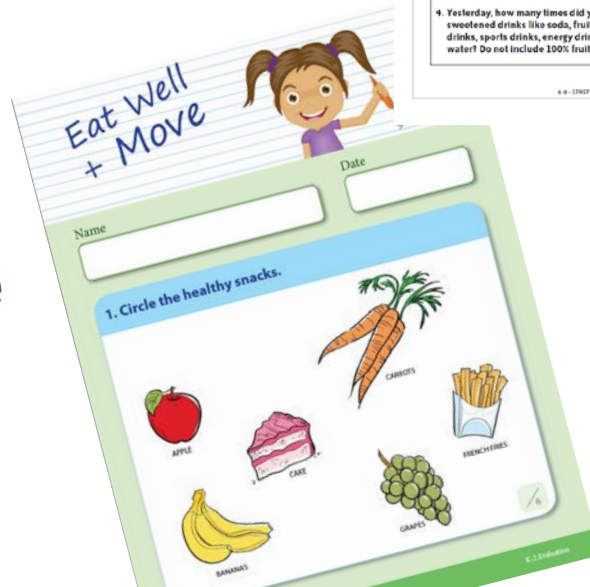 4. Yesterday, how many times did y
sweetened drinks like soda, frui
drinks, sports drinks, energy drin
water? Do not include 100% fruit
Eat Well
+ Move
Name
Date
1. Circle the healthy snacks.
CARROTS
APPLE
CAKE
FRENCH FRIES
BANANAS
GRAPES
/6
K-2 Evaluation